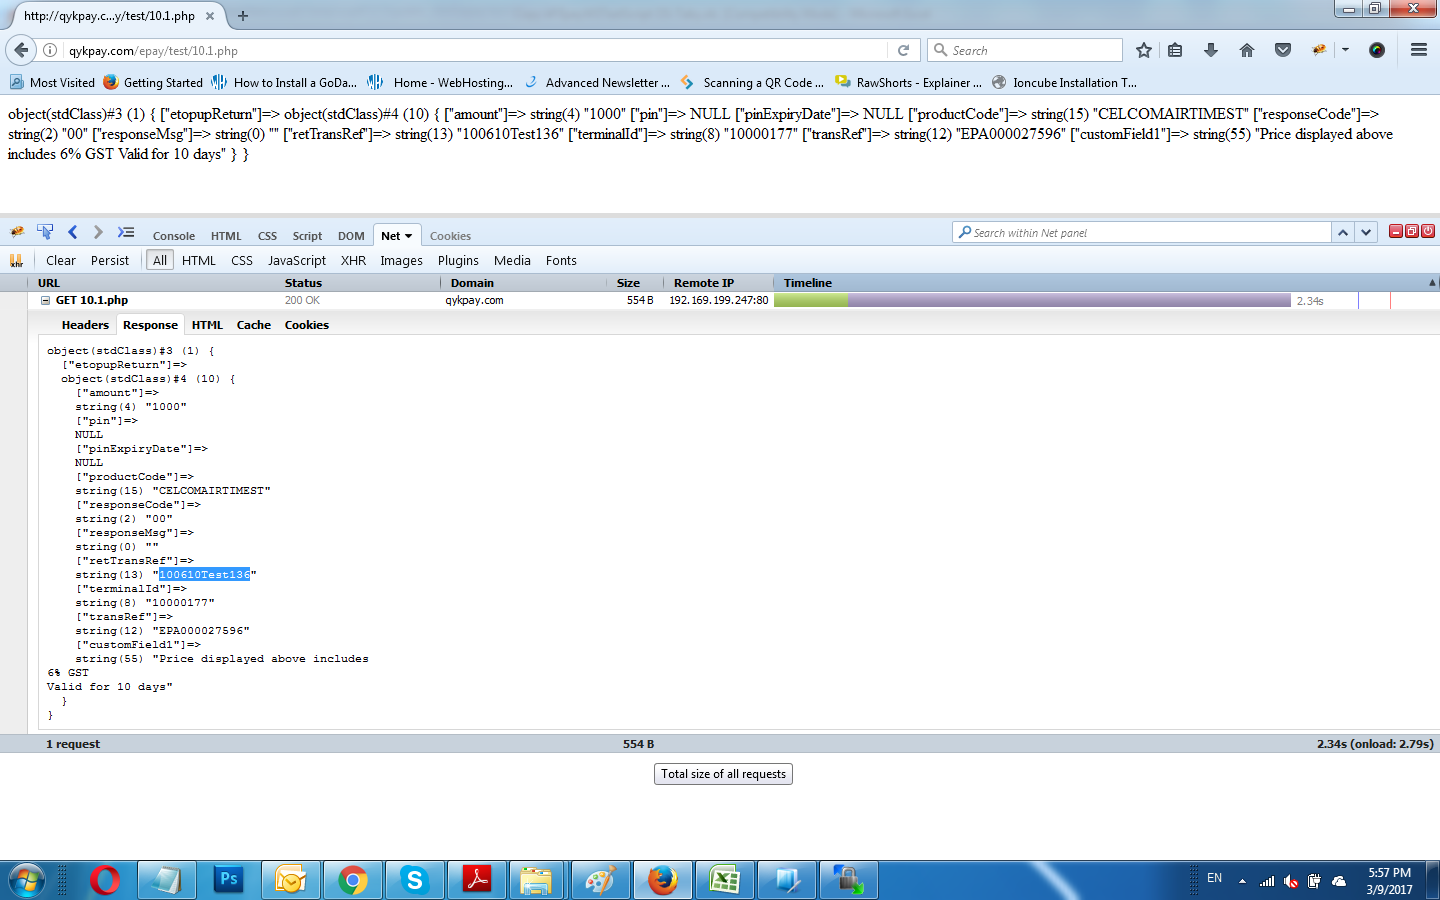 http://qykpay.c...y/test/10.1.php
qykpay.com/epay/test/10.1.php
Search
Most Visited Getting Started How to Install a GoDa... Home - WebHosting... Advanced Newsletter ... Scanning a QR Code ... RawShorts - Explainer ... Ioncube Installation T...
object(stdClass)#3 (1) { ["etopupReturn"]=> object(stdClass)#4 (10) { ["amount"]=> string(4) "1000" ["pin"]=> NULL ["pinExpiryDate"]=> NULL ["productCode"]=> string(15) "CELCOMAIRTIMEST" ["responseCode"]=>
string(2) "00" ["responseMsg"]=> string(0) "" ["retTransRef"]=> string(13) "100610Test136" ["terminalId"]=> string(8) "10000177" ["transRef"]=> string(12) "EPA000027596" ["customField1"]=> string(55) "Price displayed above
includes 6% GST Valid for 10 days" } }
Console HTML CSS Script DOM Net Cookies
Search within Net panel
xhr Clear Persist All HTML CSS JavaScript XHR Images Plugins Media Fonts
URL Status Domain Size Remote IP Timeline
GET 10.1.php 200 OK qykpay.com 554 B 192.169.199.247:80 2.34s
Headers Response HTML Cache Cookies
object(stdClass)#3 (1) {
["etopupReturn"]=>
object(stdClass)#4 (10) {
["amount"]=>
string(4) "1000"
["pin"]=>
NULL
["pinExpiryDate"]=>
NULL
["productCode"]=>
string(15) "CELCOMAIRTIMEST"
["responseCode"]=>
string(2) "00"
["responseMsg"]=>
string(0) ""
["retTransRef"]=>
string(13) "100610Test136"
["terminalId"]=>
string(8) "10000177"
["transRef"]=>
string(12) "EPA000027596"
["customField1"]=>
string(55) "Price displayed above includes
6% GST
Valid for 10 days"
}
}
1 request 554 B 2.34s (onload: 2.79s)
Total size of all requests
Ps
EN
5:57 PM
3/9/2017